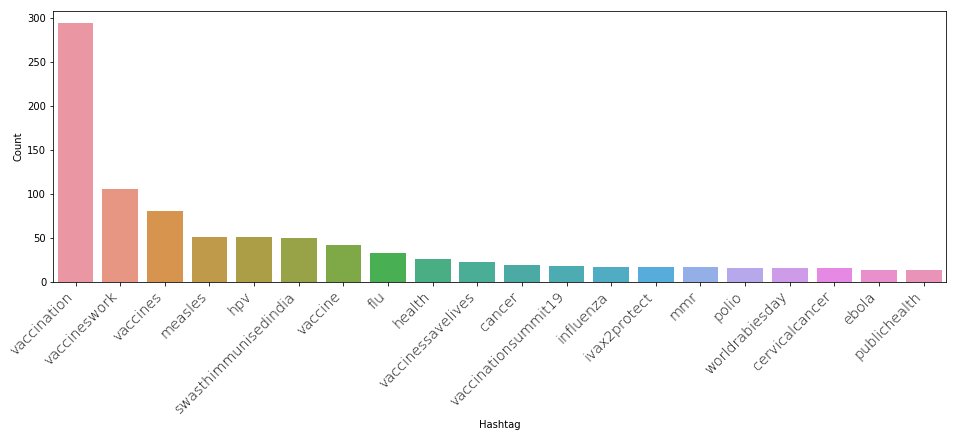 300
250
200
150
100
50
0
Count
vaccination
vaccineswork
vaccines
measles
hpv
swasthimmunisedindia
vaccine
flu
health
vaccinessavelives
cancer
vaccinationsummit19
influenza
ivax2protect
mmr
polio
worldrabiesday
cervicalcancer
ebola
publichealth
Hashtag